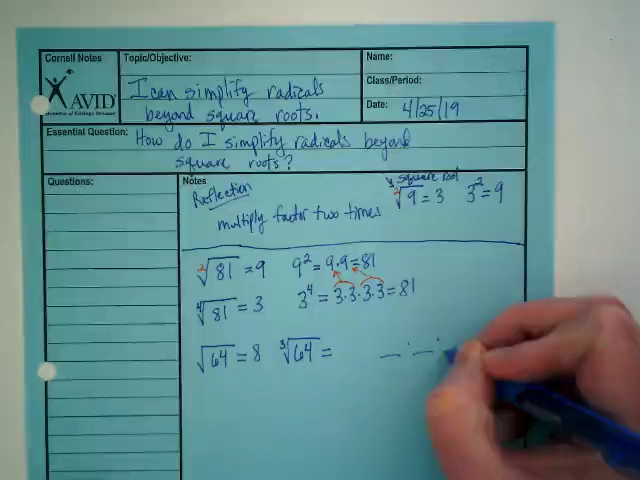 Cornell Notes
AVID
Topic/Objective:
I can simplify radicals
beyond square roots.
Name:
Class/Period:
Date: 4/25/19
Essential Question: How do I simplify radicals beyond
square roots?
Questions:
Notes
Reflection
multiply factor two times
square root
²√9 = 3 3² = 9
²√81 = 9 9² = 9·9 = 81
⁴√81 = 3 3⁴ = 3·3·3·3 = 81
√64 = 8 ³√64 =